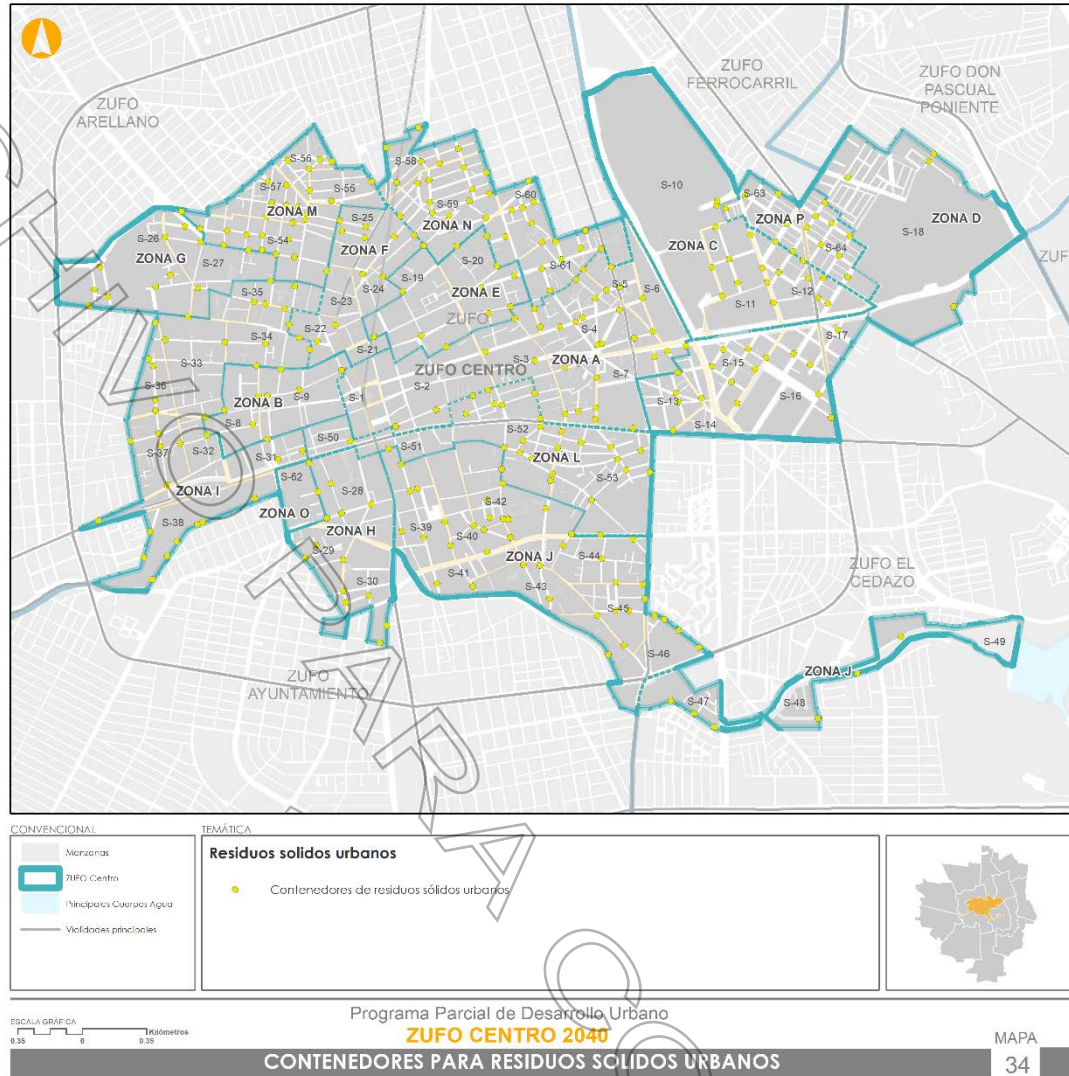 ZUFO
FERROCARRIL
ZUFO DON
PASCUAL
PONIENTE
ZUFO
ARELLANO
S-56
S-58
S-57
S-55
S-10
S-63
S-60
S-59
ZONA M
S-25
ZONA N
ZONA P
ZONA D
S-18
S-26
S-54
ZONA F
ZONA C
S-64
ZUF
ZONA G
S-27
S-20
S-61
S-19
S-24
S-5
S-12
S-35
ZONA E
S-6
S-23
S-11
ZUFO
S-22
S-4
S-17
S-34
S-21
S-33
S-3
ZONA A
S-15
ZUFO CENTRO
S-7
S-36
S-2
S-9
S-1
S-16
ZONA B
S-13
S-8
S-14
S-32
S-50
S-52
S-37
S-51
S-31
ZONA L
S-62
S-53
ZONA I
S-28
S-42
ZONA O
S-38
S-39
ZONA H
S-40
S-29
ZONA J
S-44
ZUFO EL
CEDAZO
S-30
S-41
S-43
S-45
S-49
S-46
ZUFO
AYUNTAMIENTO
ZONA J
S-47
S-48
CONVENCIONAL
Manzanas
ZUFO Centro
Principales Cuerpos Agua
Vialidades principales
TEMÁTICA
Residuos solidos urbanos
Contenedores de residuos sólidos urbanos
ESCALA GRÁFICA
Kilómetros
0.35 0 0.35
Programa Parcial de Desarrollo Urbano
ZUFO CENTRO 2040
CONTENEDORES PARA RESIDUOS SOLIDOS URBANOS
MAPA
34
TIVO PARA CO